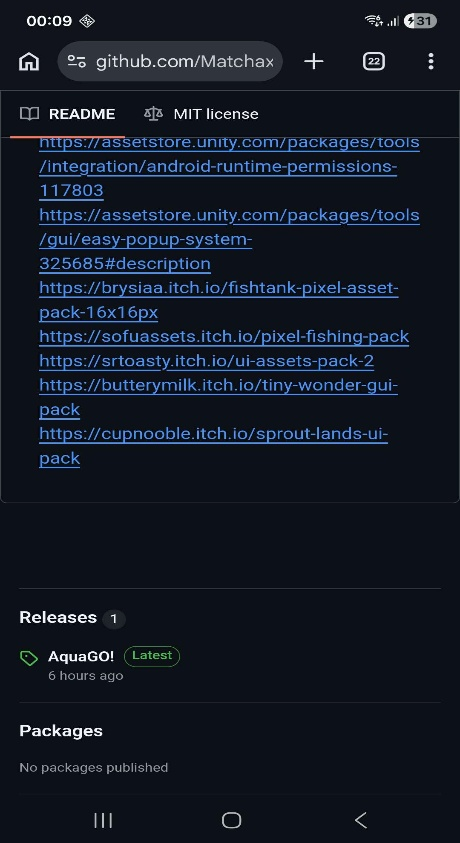 00:09
31
github.com/Matchax
22
README
MIT license
https://assetstore.unity.com/packages/tools
/integration/android-runtime-permissions-
117803
https://assetstore.unity.com/packages/tools
/gui/easy-popup-system-
325685#description
https://brysiaa.itch.io/fishtank-pixel-asset-
pack-16x16px
https://sofuassets.itch.io/pixel-fishing-pack
https://srtoasty.itch.io/ui-assets-pack-2
https://butterymilk.itch.io/tiny-wonder-gui-
pack
https://cupnooble.itch.io/sprout-lands-ui-
pack
Releases 1
AquaGO! Latest
6 hours ago
Packages
No packages published